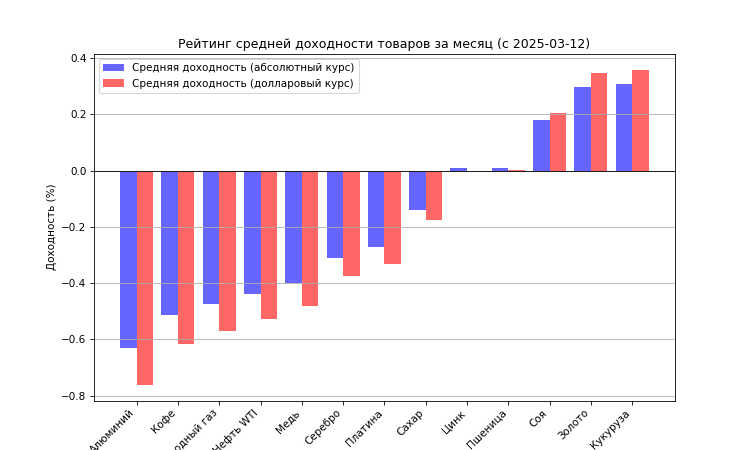 Рейтинг средней доходности товаров за месяц (с 2025-03-12)
Средняя доходность (абсолютный курс)
Средняя доходность (долларовый курс)
Доходность (%)
0.4
0.2
0.0
−0.2
−0.4
−0.6
−0.8
Алюминий
Кофе
газ
Нефть WTI
Медь
Серебро
Платина
Сахар
Цинк
Пшеница
Соя
Золото
Кукуруза